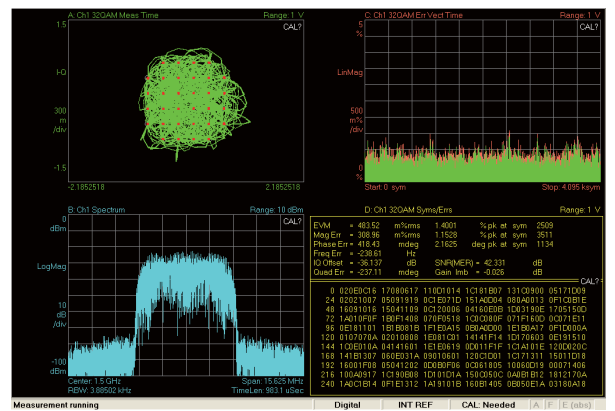 A: Ch1 32QAM Meas Time
Range: 1 V
1.5
CAL?
I-Q
300
m
/div
-1.5
-2.1852518
2.1852518
C: Ch1 32QAM Err Vect Time
Range: 1 V
5
%
CAL?
LinMag
500
m%
/div
0
%
Start: 0 sym
Stop: 4.095 ksym
B: Ch1 Spectrum
Range: 10 dBm
0
dBm
CAL?
LogMag
10
dB
/div
-100
dBm
Center: 1.5 GHz
Span: 15.625 MHz
RBW: 3.88502 kHz
TimeLen: 983.1 uSec
D: Ch1 32QAM Syms/Errs
Range: 1 V
EVM = 483.52 m%rms 1.4001 %pk at sym 2509
Mag Err = 308.96 m%rms 1.1528 %pk at sym 3511
Phase Err = 418.43 mdeg 2.1625 deg pk at sym 1134
Freq Err = -238.61 Hz
IQ Offset = -36.137 dB SNR(MER) = 42.331 dB
Quad Err = -237.11 mdeg Gain Imb = -0.026 dB
CAL?
0 020E0C16 17080617 110D1014 1C181B07 131C0900 05171D09
24 02021007 05091919 0C1E071D 151A0D04 080A0013 0F1C0B1E
48 16091016 15041109 0C120006 04160E0B 1D03190E 1705150D
72 1A010F0F 1B0F1408 070F0518 1C0C080F 071F160D 0C071E11
96 0E181101 1B1B081B 1F1E0A15 0B0A0D00 1E1B0A17 0F1D000A
120 0107070A 02010808 1E081C01 14141F14 1D170603 0E191510
144 1C0E010A 04141601 1E1E0619 0D011F1F 1C1A101E 120D020C
168 141B1307 060E031A 09010601 120C1D01 1C171311 15011D18
192 16001F08 05041202 0D0B0F06 0C061805 10060D19 00071406
216 100A0917 1C190B0A 1D101D1A 150C050C 0A0B1B12 1812170A
240 1A0C1B14 0F1E1312 1A19101B 160B1405 0B050E1A 03180A18
Measurement running
Digital
INT REF
CAL: Needed
A
F
E (abs)